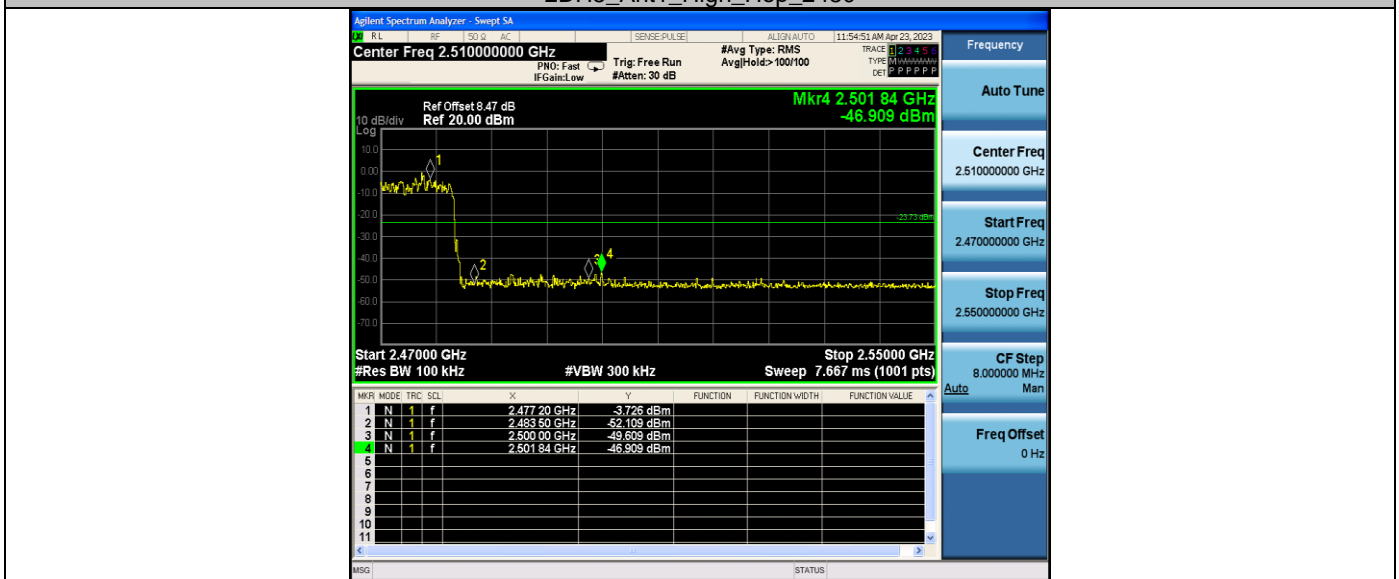 Agilent Spectrum Analyzer - Swept SA
RL RF 50 Ω AC SENSE:PULSE ALIGN AUTO 11:54:51 AM Apr 23, 2023
Center Freq 2.510000000 GHz
PNO: Fast
IFGain:Low
Trig: Free Run
#Atten: 30 dB
#Avg Type: RMS
Avg|Hold:>100/100
TRACE 1 2 3 4 5 6
TYPE M
DET P P P P P P
Mkr4 2.501 84 GHz
-46.909 dBm
Ref Offset 8.47 dB
10 dB/div Ref 20.00 dBm
Log
10.0
0.00
-10.0
-20.0
-30.0
-40.0
-50.0
-60.0
-70.0
-23.73 dBm
1
2
3
4
Start 2.47000 GHz Stop 2.55000 GHz
#Res BW 100 kHz #VBW 300 kHz Sweep 7.667 ms (1001 pts)
MKR MODE TRC SCL X Y FUNCTION FUNCTION WIDTH FUNCTION VALUE
1 N 1 f 2.477 20 GHz -3.726 dBm
2 N 1 f 2.483 50 GHz -52.109 dBm
3 N 1 f 2.500 00 GHz -49.609 dBm
4 N 1 f 2.501 84 GHz -46.909 dBm
5
6
7
8
9
10
11
MSG STATUS
Frequency
Auto Tune
Center Freq
2.510000000 GHz
Start Freq
2.470000000 GHz
Stop Freq
2.550000000 GHz
CF Step
8.000000 MHz
Auto Man
Freq Offset
0 Hz